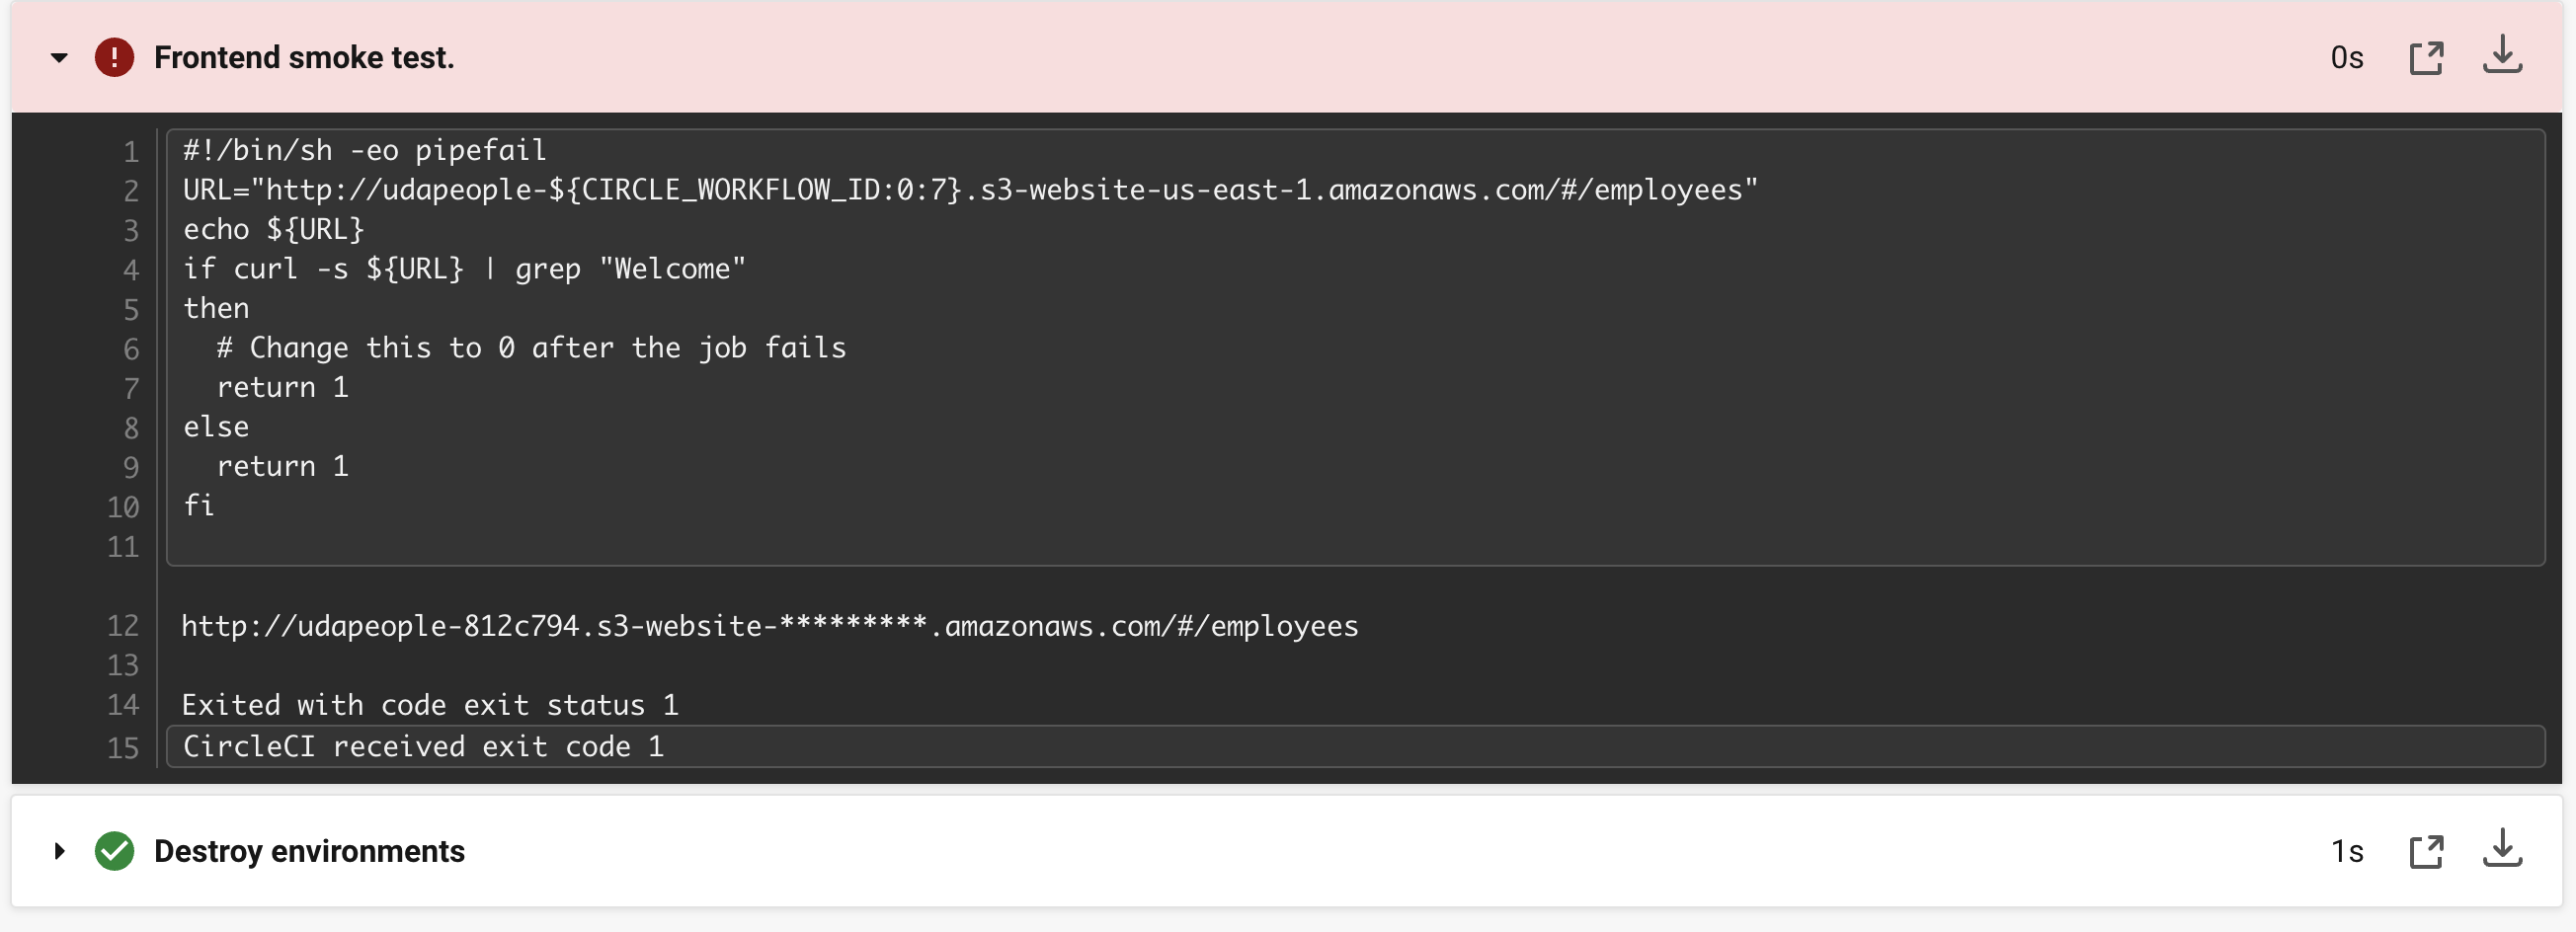 Frontend smoke test.
0s
1 #!/bin/sh -eo pipefail
2 URL="http://udapeople-${CIRCLE_WORKFLOW_ID:0:7}.s3-website-us-east-1.amazonaws.com/#/employees"
3 echo ${URL}
4 if curl -s ${URL} | grep "Welcome"
5 then
6   # Change this to 0 after the job fails
7   return 1
8 else
9   return 1
10 fi
11
12 http://udapeople-812c794.s3-website-*********.amazonaws.com/#/employees
13
14 Exited with code exit status 1
15 CircleCI received exit code 1
Destroy environments
1s